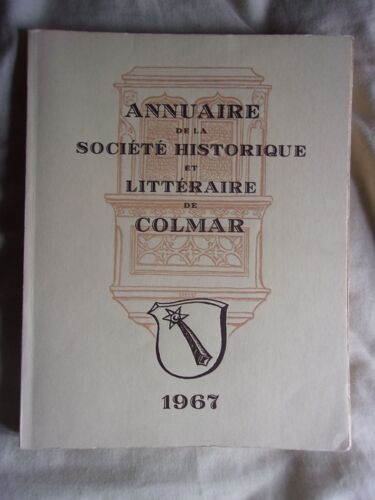 ANNUAIRE
DE LA
SOCIÉTÉ HISTORIQUE
ET
LITTÉRAIRE
DE
COLMAR
1967